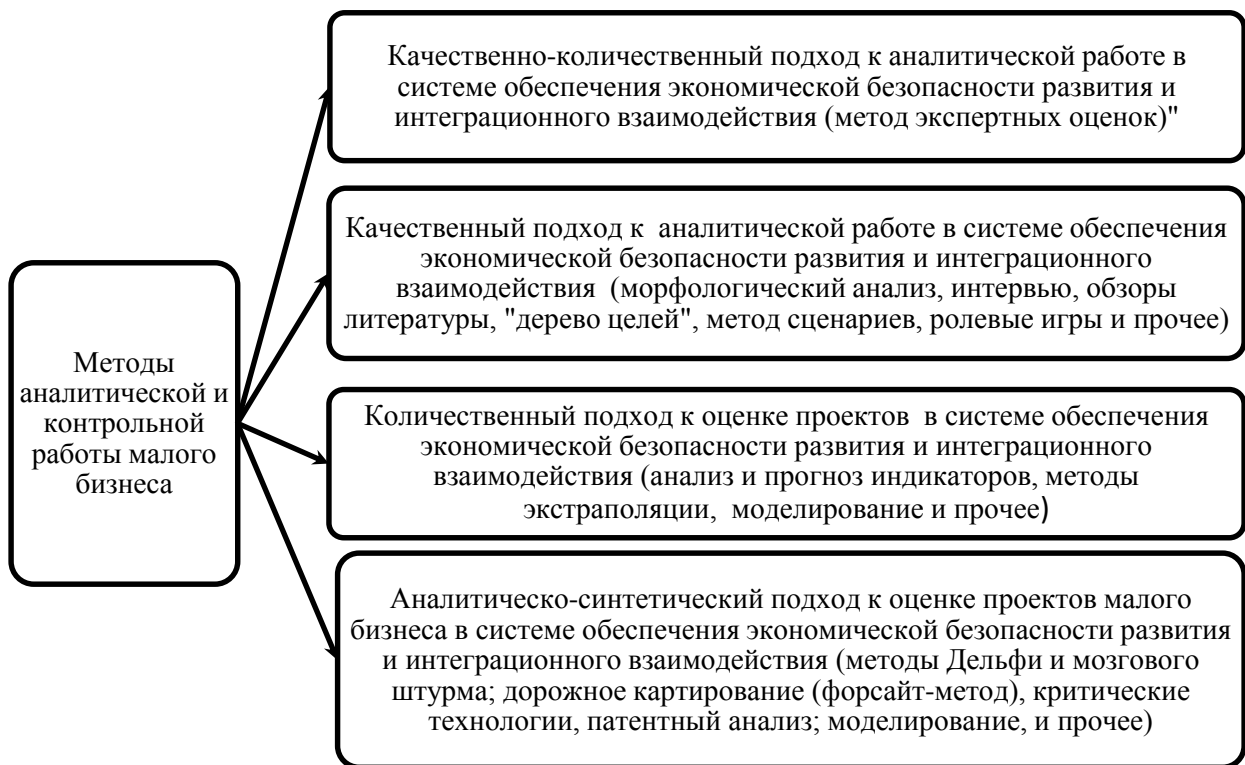 Качественно-количественный подход к аналитической работе в
системе обеспечения экономической безопасности развития и
интеграционного взаимодействия (метод экспертных оценок)"
Качественный подход к аналитической работе в системе обеспечения
экономической безопасности развития и интеграционного
взаимодействия (морфологический анализ, интервью, обзоры
литературы, "дерево целей", метод сценариев, ролевые игры и прочее)
Методы
аналитической и
контрольной
работы малого
бизнеса
Количественный подход к оценке проектов в системе обеспечения
экономической безопасности развития и интеграционного
взаимодействия (анализ и прогноз индикаторов, методы
экстраполяции, моделирование и прочее)
Аналитическо-синтетический подход к оценке проектов малого
бизнеса в системе обеспечения экономической безопасности развития
и интеграционного взаимодействия (методы Дельфи и мозгового
штурма; дорожное картирование (форсайт-метод), критические
технологии, патентный анализ; моделирование, и прочее)